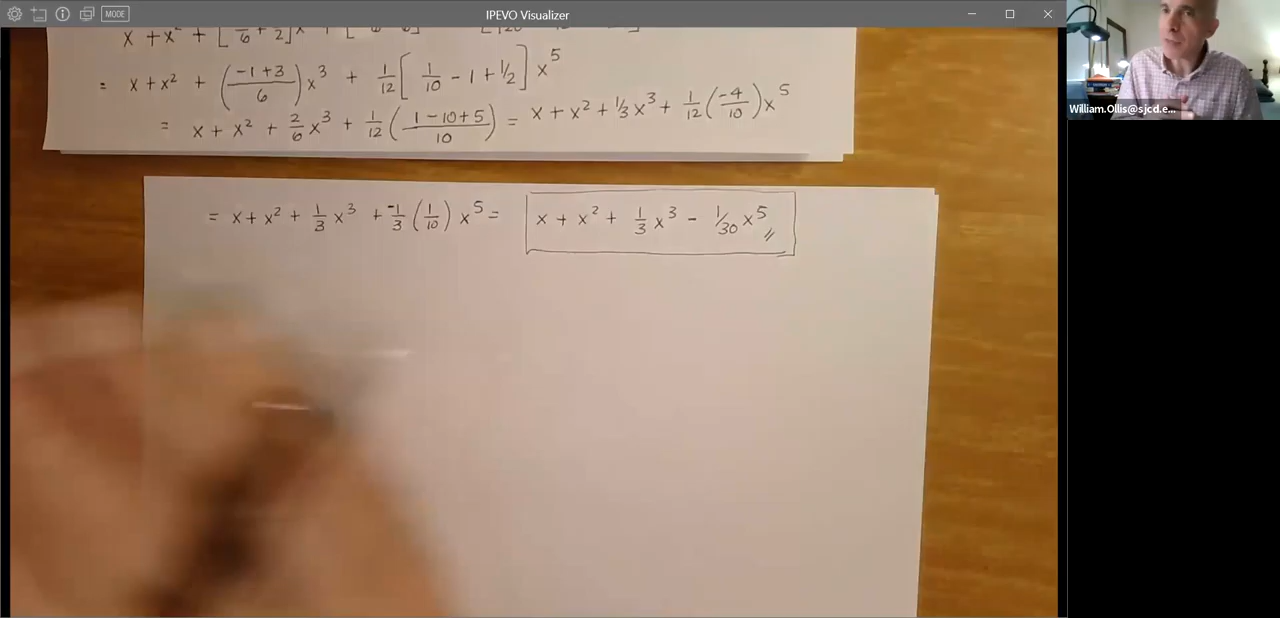 MODE
IPEVO Visualizer
William.Ollis@sjcd.e...
= x + x² + (-1+3/6) x³ + 1/12 [1/10 - 1 + 1/2] x⁵
= x + x² + 2/6 x³ + 1/12 (1-10+5/10) = x + x² + 1/3 x³ + 1/12 (-4/10) x⁵
= x + x² + 1/3 x³ + -1/3 (1/10) x⁵ = x + x² + 1/3 x³ - 1/30 x⁵